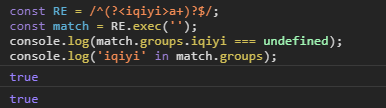 const RE = /^(?<iqiyi>a+)?$/;
const match = RE.exec('');
console.log(match.groups.iqiyi === undefined);
console.log('iqiyi' in match.groups);
true
true